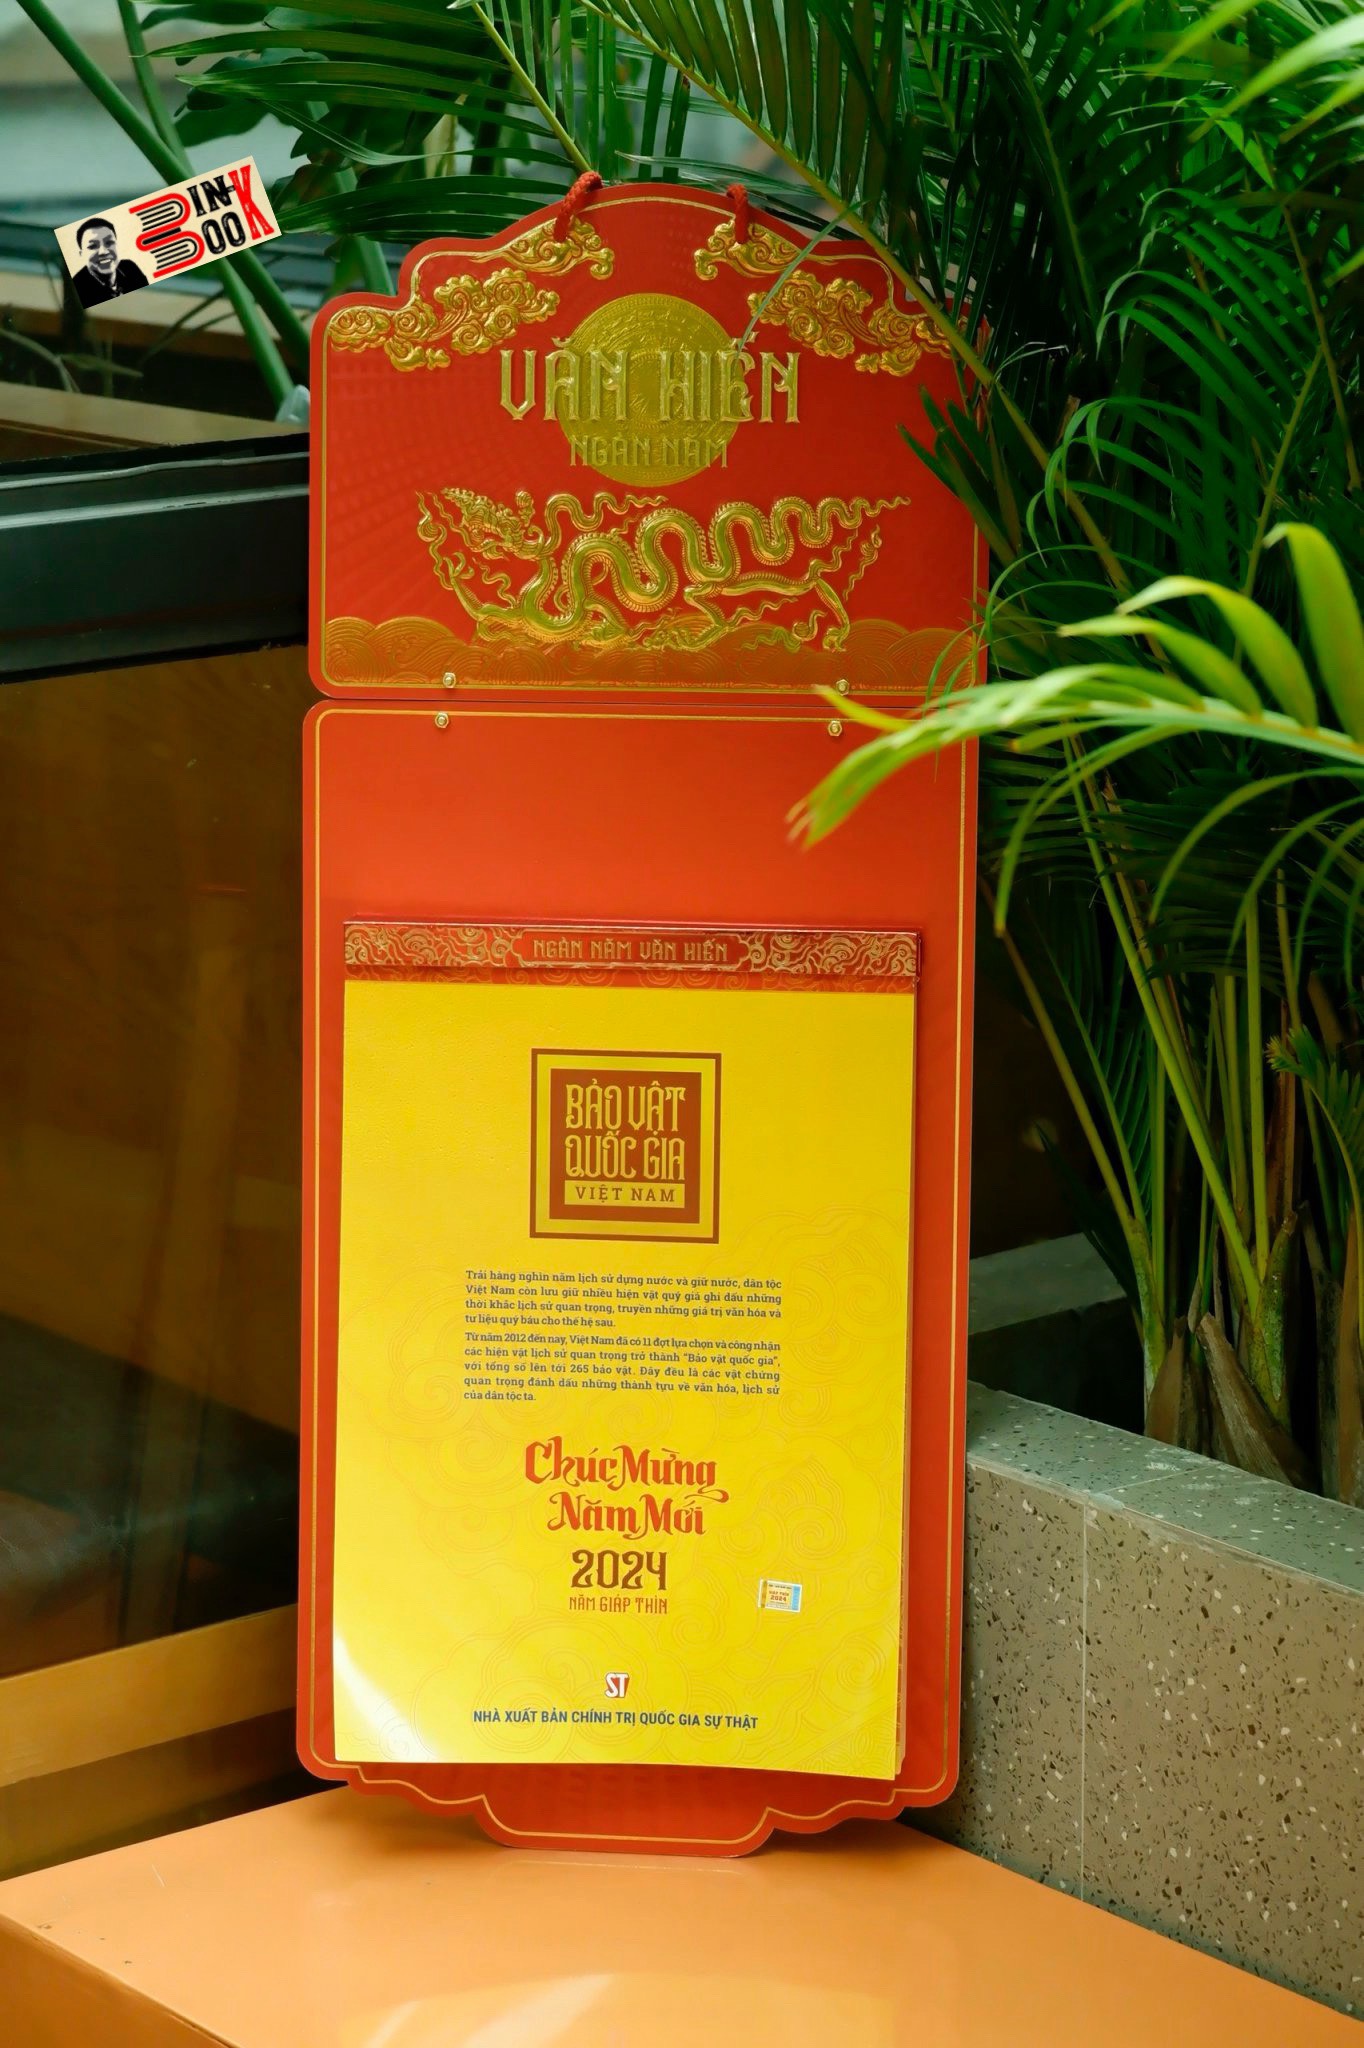 BIN-
BOOK
VĂN HIẾN
NGÀN NĂM
NGÀN NĂM VĂN HIẾN
BẢO VẬT
QUỐC GIA
VIỆT NAM
Trải hàng nghìn năm lịch sử dựng nước và giữ nước, dân tộc
Việt Nam còn lưu giữ nhiều hiện vật quý giá ghi dấu những
thời khắc lịch sử quan trọng, truyền những giá trị văn hóa và
tư liệu quý báu cho thế hệ sau.
Từ năm 2012 đến nay, Việt Nam đã có 11 đợt lựa chọn và công nhận
các hiện vật lịch sử quan trọng trở thành "Bảo vật quốc gia",
với tổng số lên tới 265 bảo vật. Đây đều là các vật chứng
quan trọng đánh dấu những thành tựu về văn hóa, lịch sử
của dân tộc ta.
Chúc Mừng
Năm Mới
2024
NĂM GIÁP THÌN
GIÁP THÌN
2024
ST
NHÀ XUẤT BẢN CHÍNH TRỊ QUỐC GIA SỰ THẬT